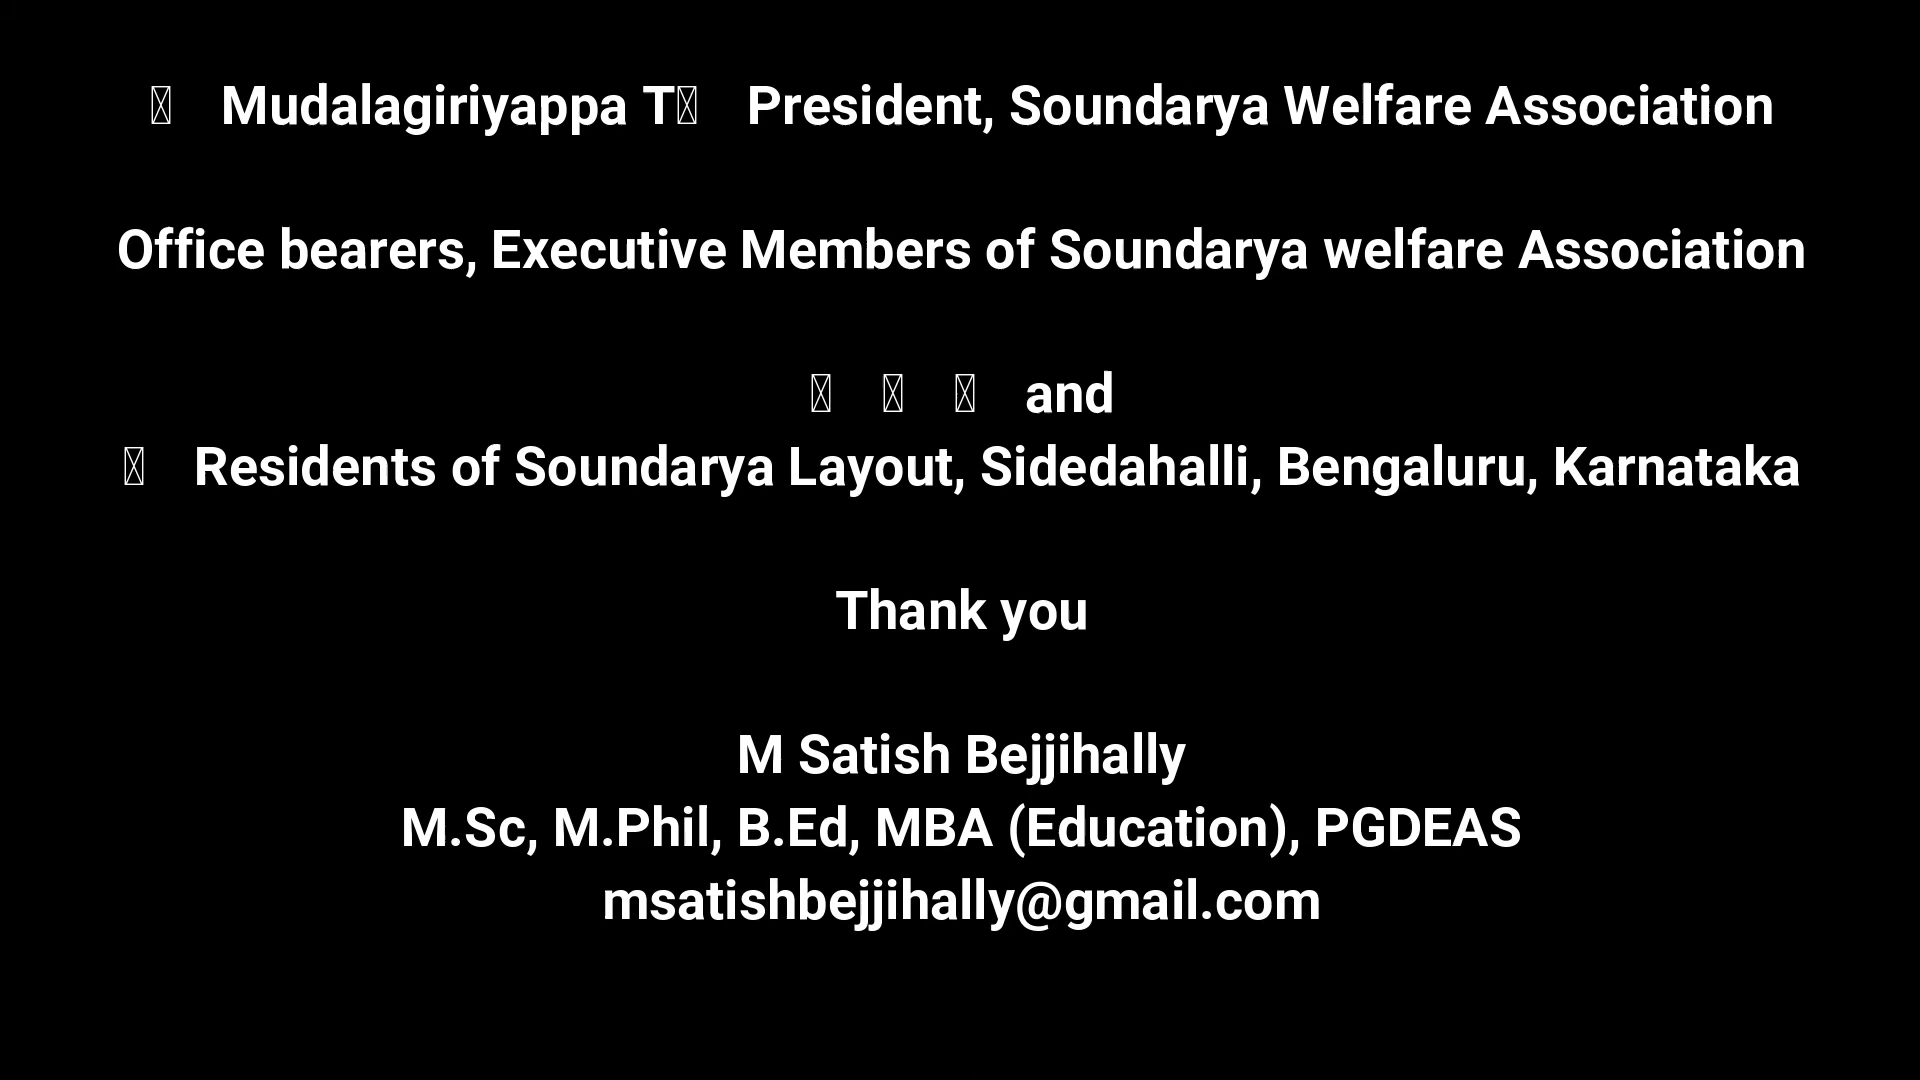 Mudalagiriyappa T President, Soundarya Welfare Association
Office bearers, Executive Members of Soundarya welfare Association
and
Residents of Soundarya Layout, Sidedahalli, Bengaluru, Karnataka
Thank you
M Satish Bejjihally
M.Sc, M.Phil, B.Ed, MBA (Education), PGDEAS
msatishbejjihally@gmail.com